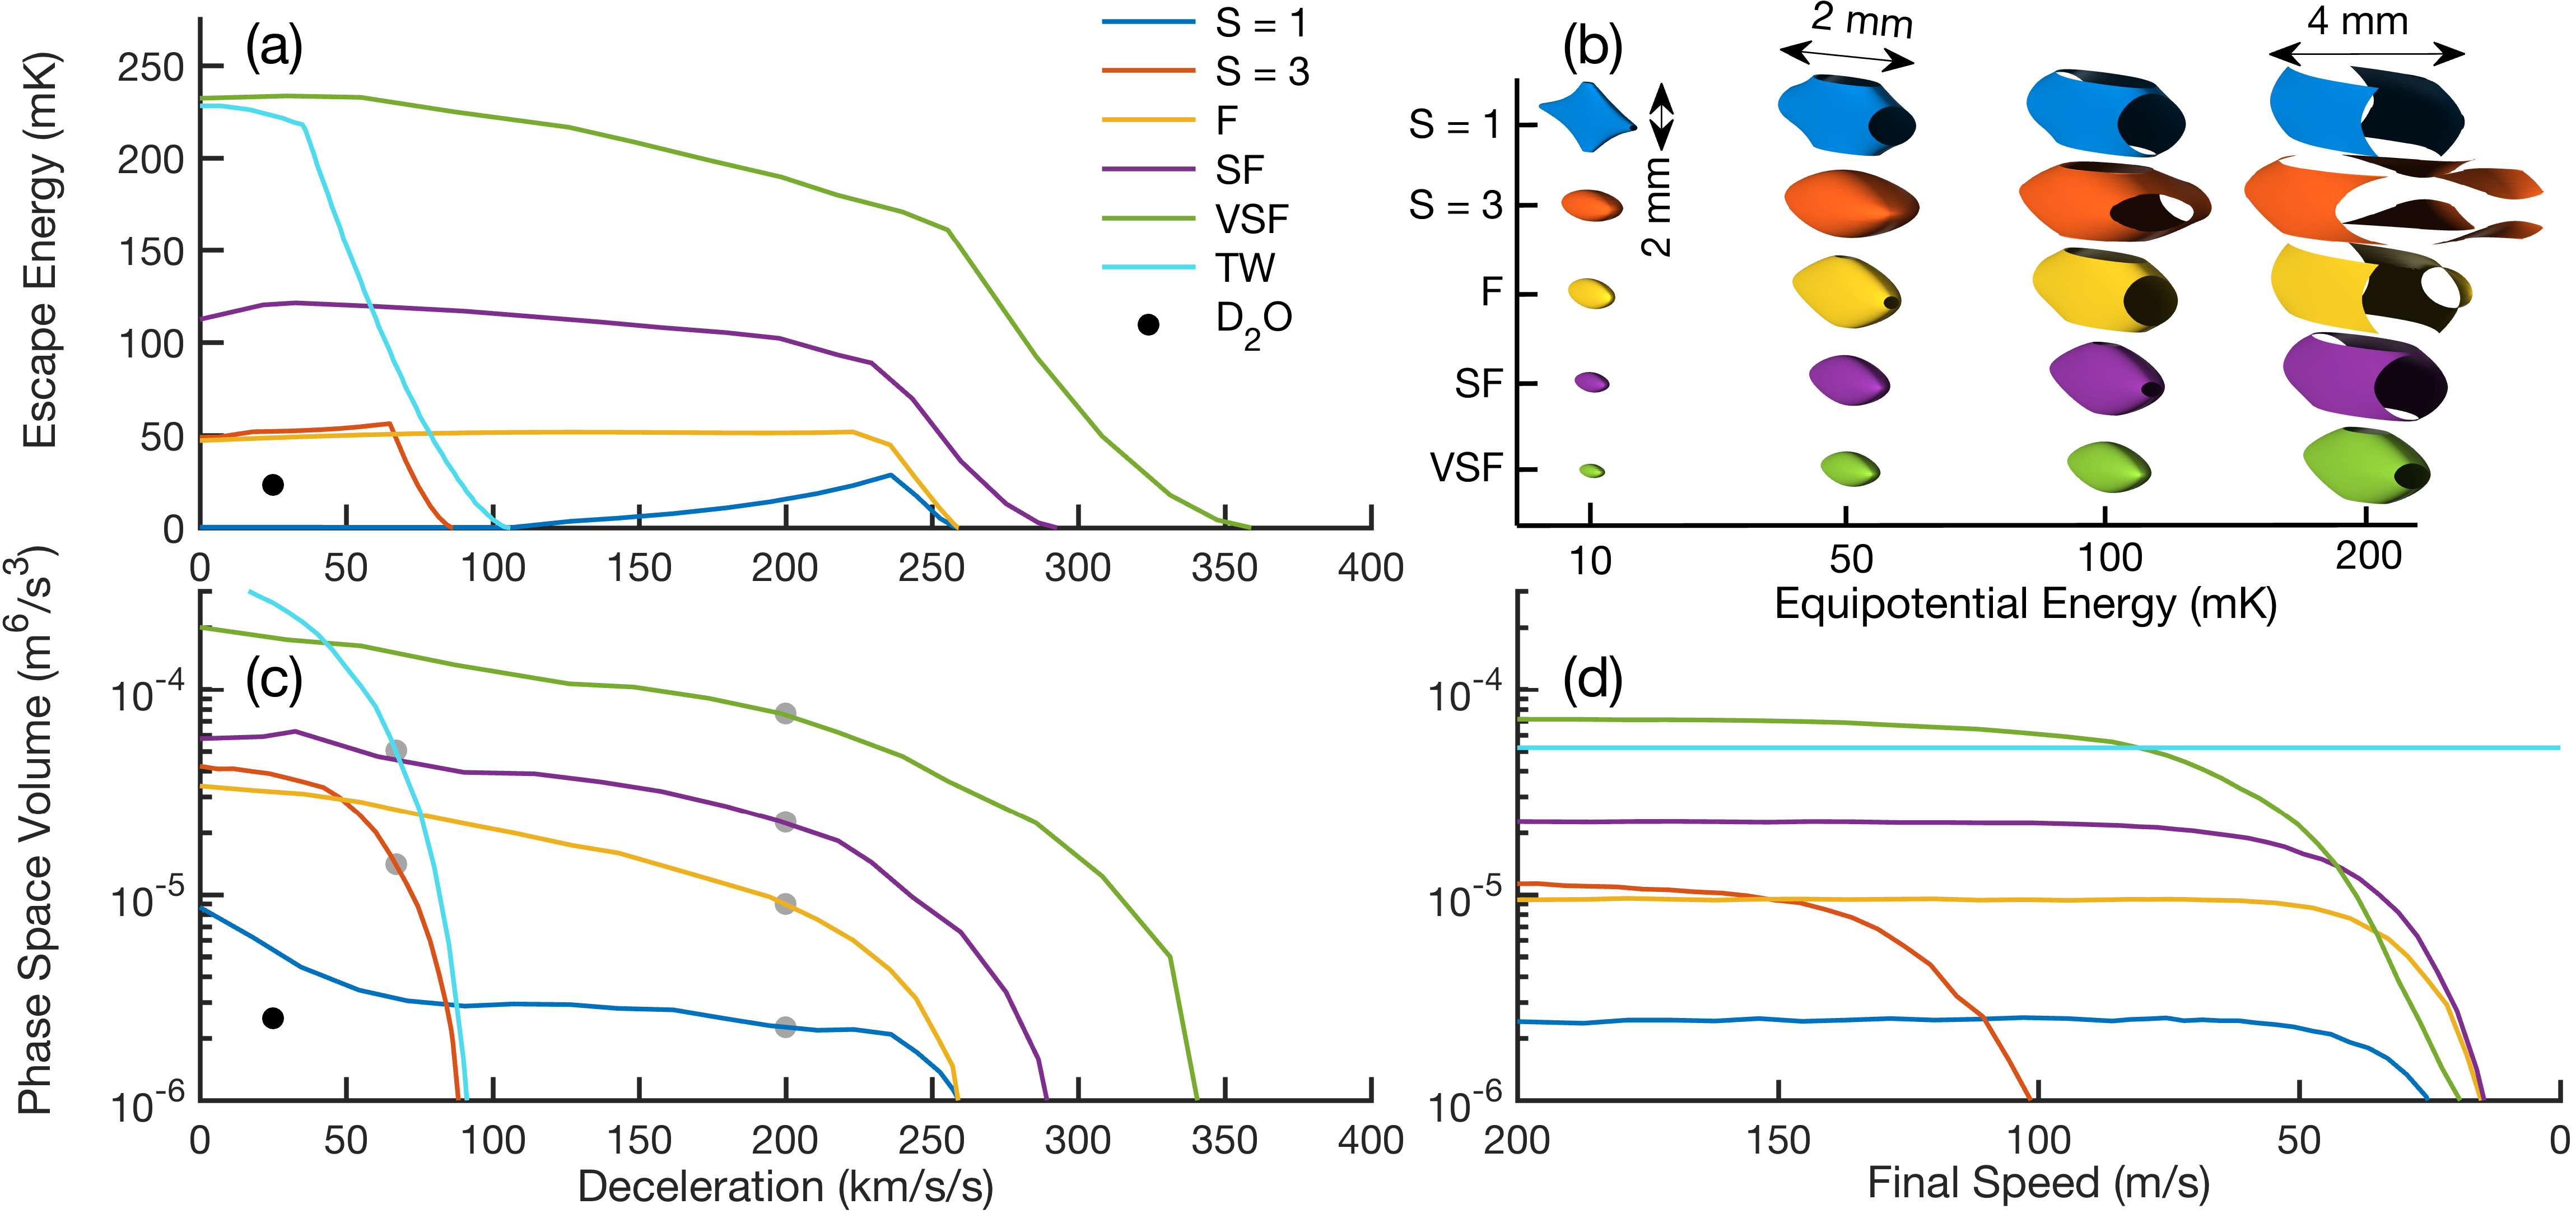 (a)
Escape Energy (mK)
250
200
150
100
50
0
0 50 100 150 200 250 300 350 400
S = 1
S = 3
F
SF
VSF
TW
D2O
(b)
2 mm
4 mm
2 mm
S = 1
S = 3
F
SF
VSF
10 50 100 200
Equipotential Energy (mK)
(c)
Phase Space Volume (m^6/s^3)
10^-4
10^-5
10^-6
0 50 100 150 200 250 300 350 400
Deceleration (km/s/s)
(d)
10^-4
10^-5
10^-6
200 150 100 50 0
Final Speed (m/s)